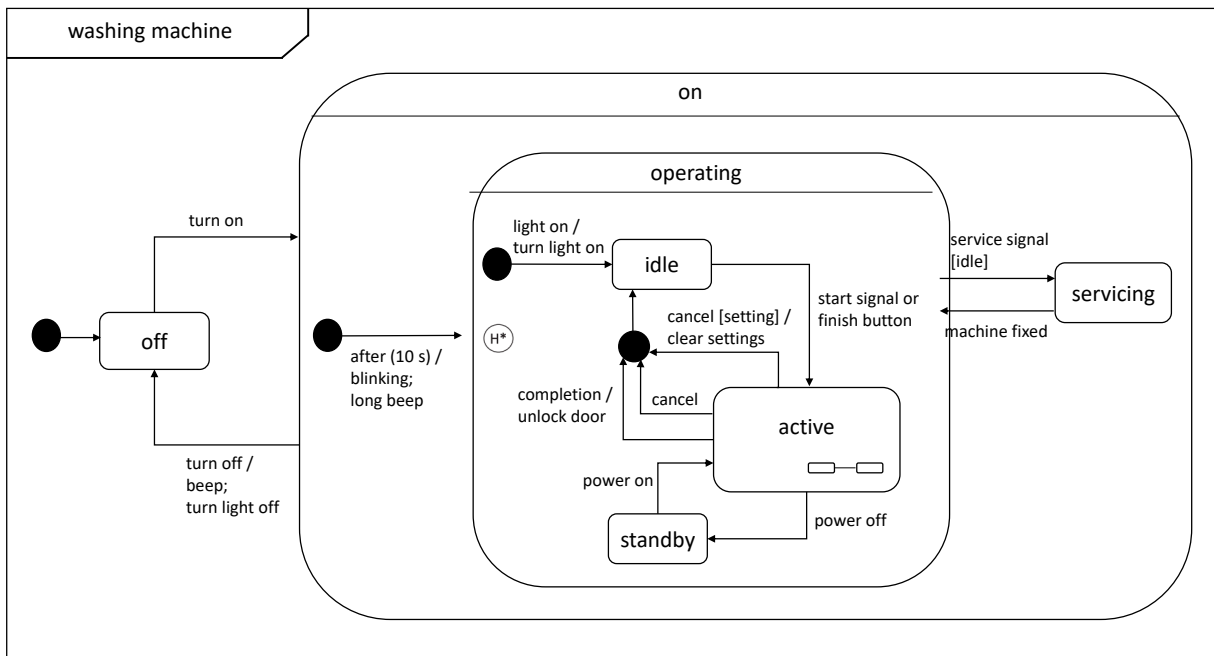 washing machine
on
operating
turn on
light on /
turn light on
idle
service signal
[idle]
servicing
start signal or
finish button
machine fixed
off
after (10 s) /
blinking;
long beep
H*
cancel [setting] /
clear settings
completion /
unlock door
cancel
active
turn off /
beep;
turn light off
power on
power off
standby